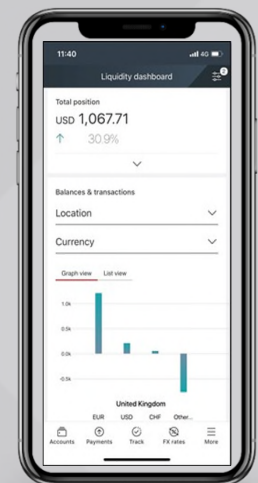 11:40
4G
Liquidity dashboard
2
Total position
USD 1,067.71
30.9%
Balances & transactions
Location
Currency
Graph view List view
1.0k
0.5k
0.0k
-0.5k
United Kingdom
EUR USD CHF Other...
Accounts Payments Track FX rates More